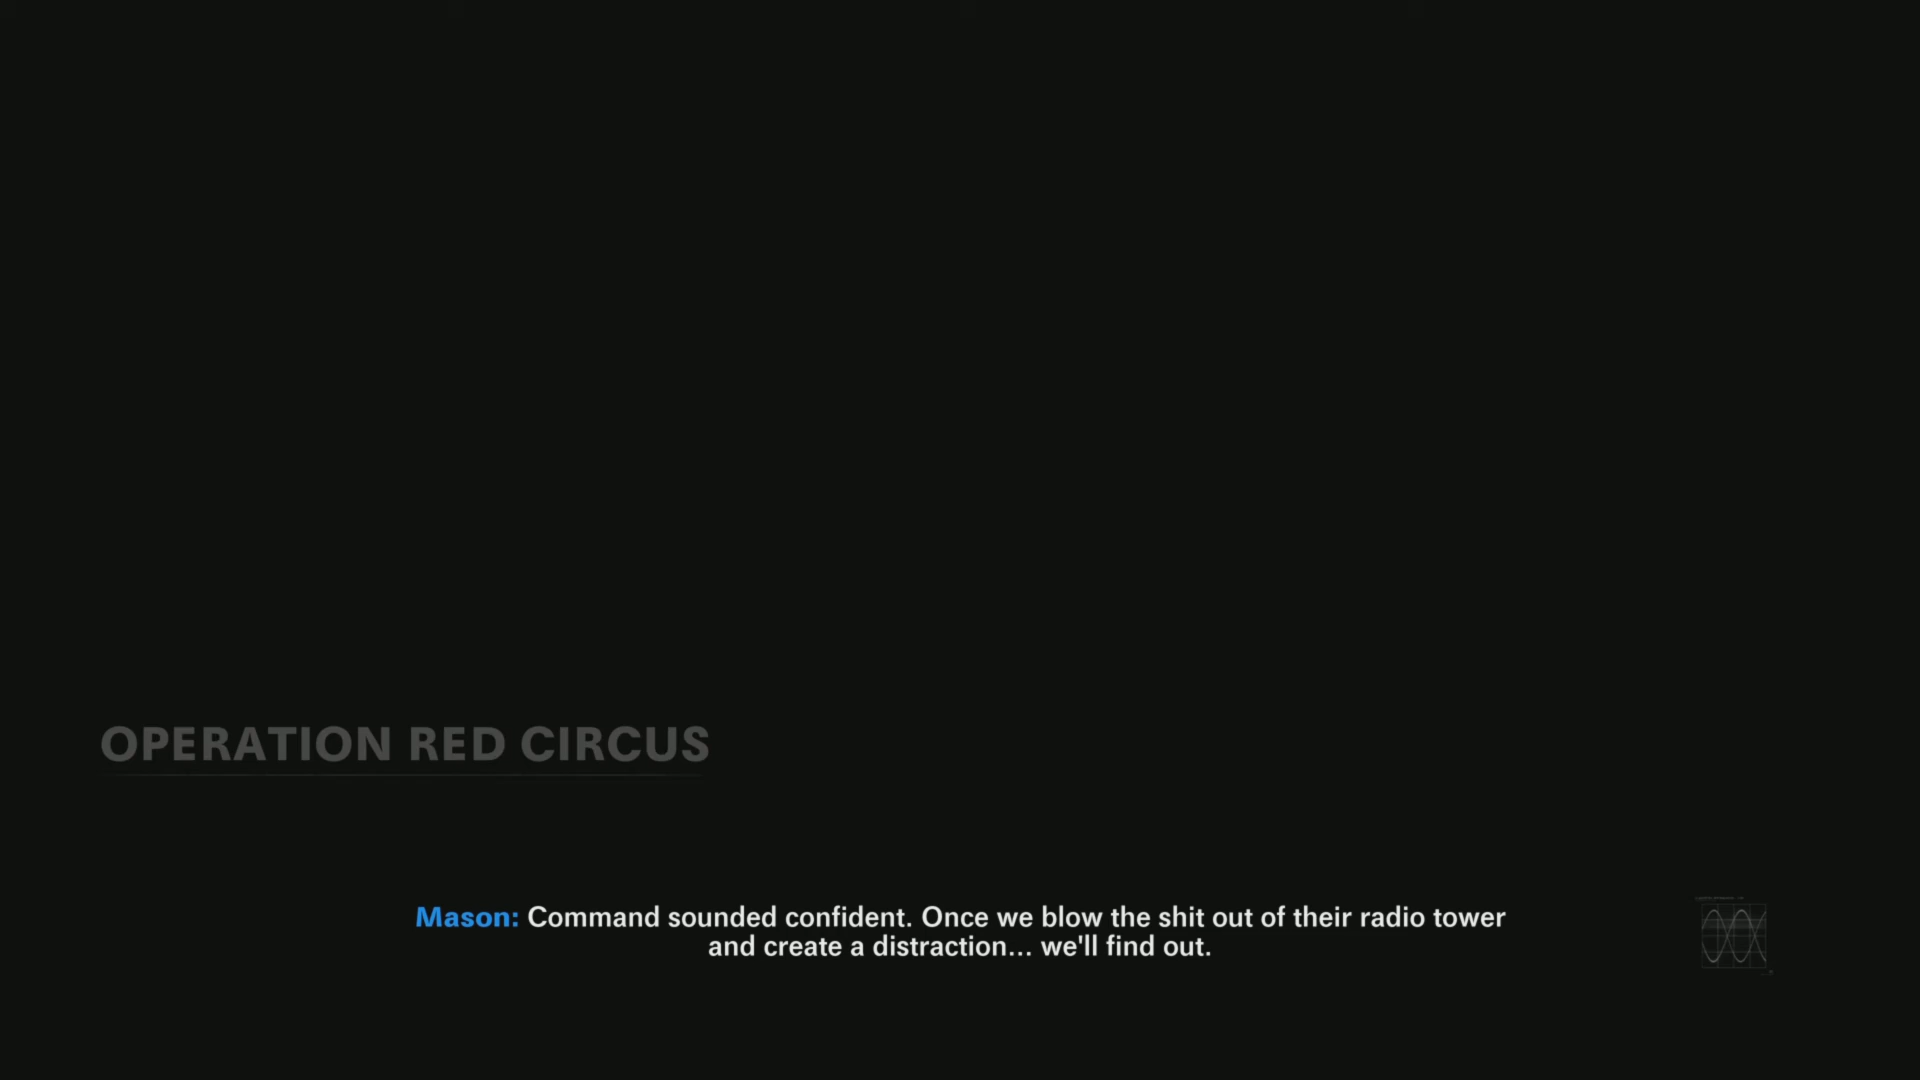 OPERATION RED CIRCUS
Mason: Command sounded confident. Once we blow the shit out of their radio tower
and create a distraction... we'll find out.